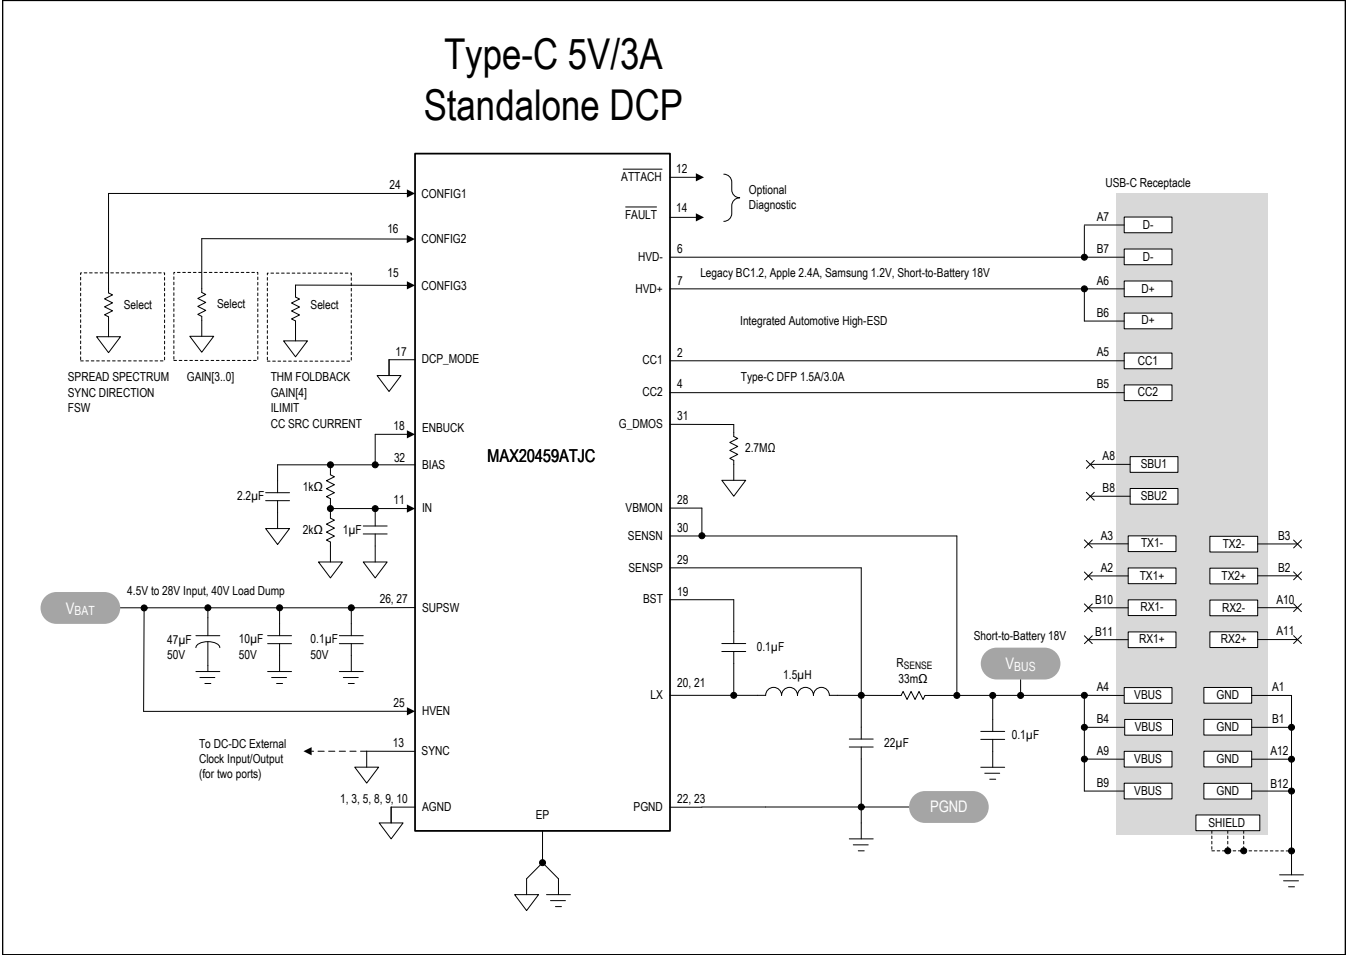 Type-C 5V/3A
Standalone DCP
24
CONFIG1
16
CONFIG2
15
CONFIG3
Select
Select
Select
SPREAD SPECTRUM
SYNC DIRECTION
FSW
GAIN[3..0]
THM FOLDBACK
GAIN[4]
ILIMIT
CC SRC CURRENT
17
DCP_MODE
18
ENBUCK
32
BIAS
2.2µF
1kΩ
11
IN
2kΩ
1µF
4.5V to 28V Input, 40V Load Dump
VBAT
26, 27
SUPSW
47µF
50V
10µF
50V
0.1µF
50V
25
HVEN
To DC-DC External
Clock Input/Output
(for two ports)
13
SYNC
1, 3, 5, 8, 9, 10
AGND
EP
MAX20459ATJC
ATTACH
12
FAULT
14
Optional
Diagnostic
HVD-
6
Legacy BC1.2, Apple 2.4A, Samsung 1.2V, Short-to-Battery 18V
HVD+
7
Integrated Automotive High-ESD
CC1
2
Type-C DFP 1.5A/3.0A
CC2
4
G_DMOS
31
2.7MΩ
VBMON
28
SENSN
30
SENSP
29
BST
19
0.1µF
LX
20, 21
1.5µH
RSENSE
33mΩ
22µF
Short-to-Battery 18V
VBUS
0.1µF
PGND
22, 23
PGND
USB-C Receptacle
A7
D-
B7
D-
A6
D+
B6
D+
A5
CC1
B5
CC2
A8
SBU1
B8
SBU2
A3
TX1-
TX2-
B3
A2
TX1+
TX2+
B2
B10
RX1-
RX2-
A10
B11
RX1+
RX2+
A11
A4
VBUS
GND
A1
B4
VBUS
GND
B1
A9
VBUS
GND
A12
B9
VBUS
GND
B12
SHIELD